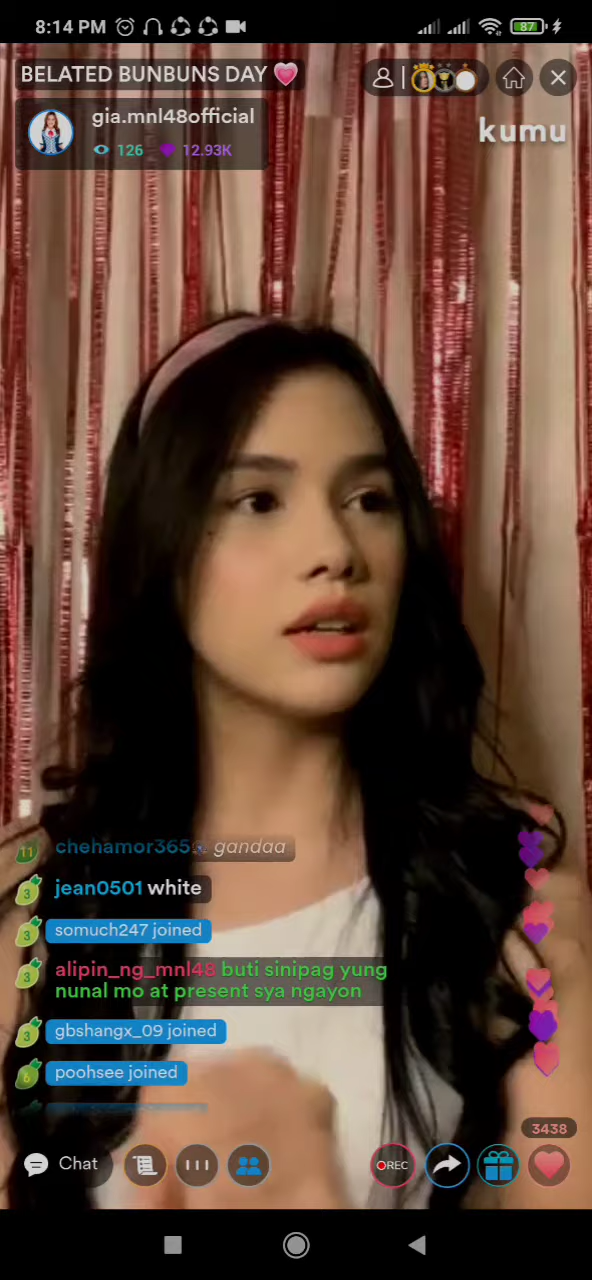 8:14 PM
87
BELATED BUNBUNS DAY
kumu
gia.mnl48official
126
12.93K
11 chehamor365 gandaa
3 jean0501 white
3 somuch247 joined
3 alipin_ng_mnl48 buti sinipag yung
nunal mo at present sya ngayon
3 gbshangx_09 joined
6 poohsee joined
3438
Chat
REC